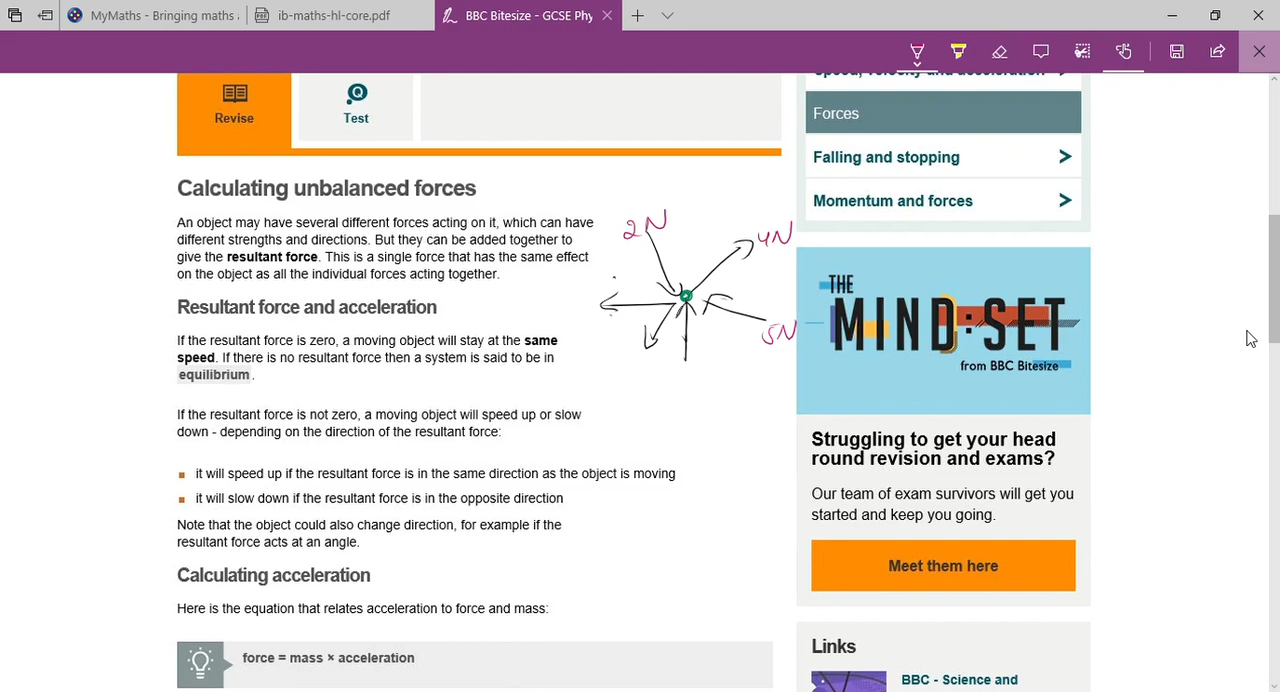 MyMaths - Bringing maths
ib-maths-hl-core.pdf
BBC Bitesize - GCSE Phy
Revise
Test
Speed, velocity and acceleration
Forces
Falling and stopping
Momentum and forces
Calculating unbalanced forces
An object may have several different forces acting on it, which can have
different strengths and directions. But they can be added together to
give the resultant force. This is a single force that has the same effect
on the object as all the individual forces acting together.
2N
4N
5N
Resultant force and acceleration
If the resultant force is zero, a moving object will stay at the same
speed. If there is no resultant force then a system is said to be in
equilibrium.
If the resultant force is not zero, a moving object will speed up or slow
down - depending on the direction of the resultant force:
it will speed up if the resultant force is in the same direction as the object is moving
it will slow down if the resultant force is in the opposite direction
Note that the object could also change direction, for example if the
resultant force acts at an angle.
Calculating acceleration
Here is the equation that relates acceleration to force and mass:
force = mass × acceleration
THE
MIND·SET
from BBC Bitesize
Struggling to get your head
round revision and exams?
Our team of exam survivors will get you
started and keep you going.
Meet them here
Links
BBC - Science and